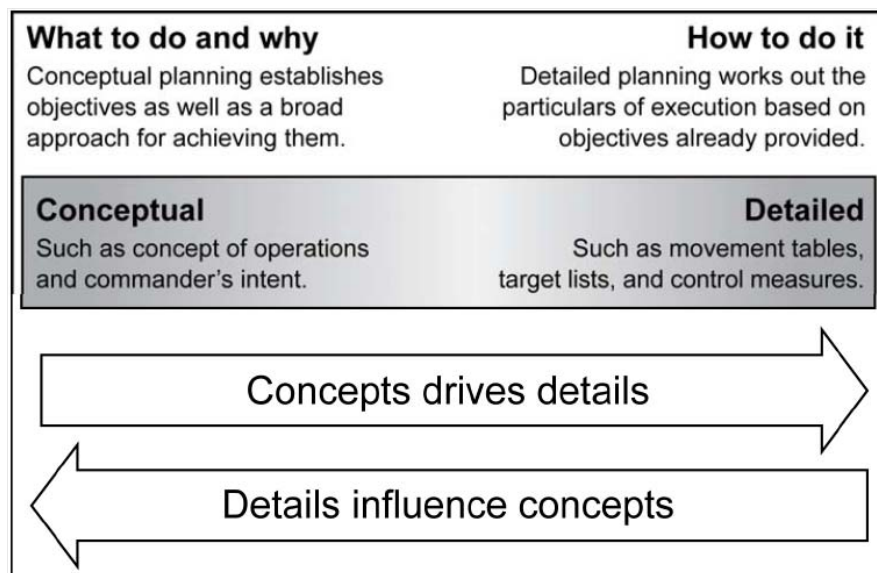 What to do and why
Conceptual planning establishes
objectives as well as a broad
approach for achieving them.
How to do it
Detailed planning works out the
particulars of execution based on
objectives already provided.
Conceptual
Such as concept of operations
and commander's intent.
Detailed
Such as movement tables,
target lists, and control measures.
Concepts drives details
Details influence concepts